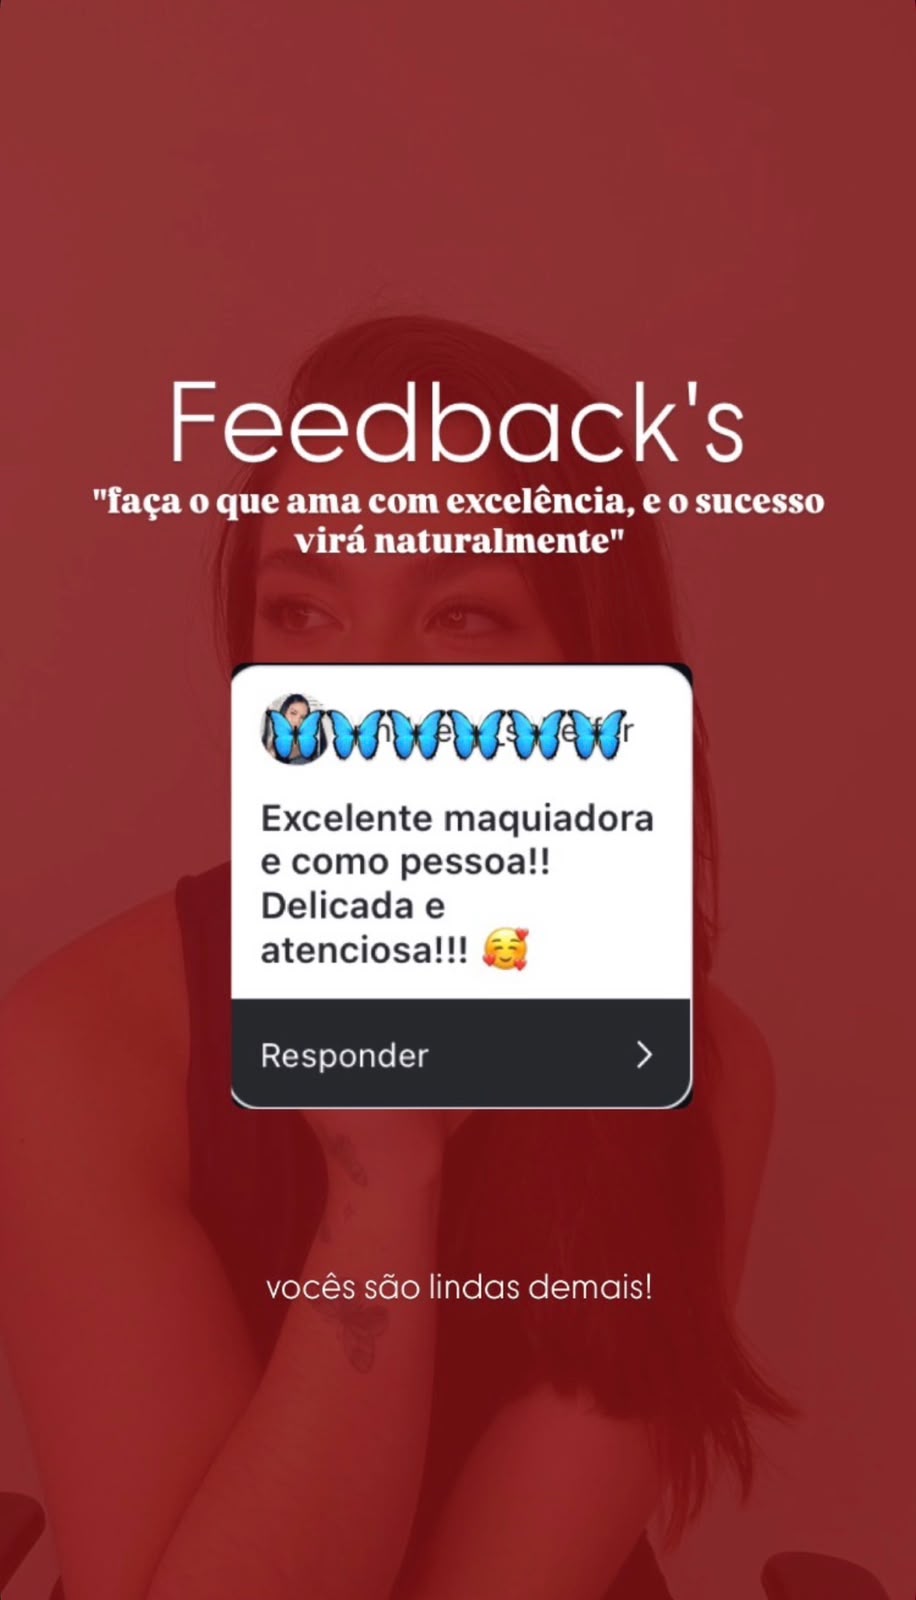 Feedback's
"faça o que ama com excelência, e o sucesso
virá naturalmente"
Excelente maquiadora
e como pessoa!!
Delicada e
atenciosa!!! 🥰
Responder
vocês são lindas demais!